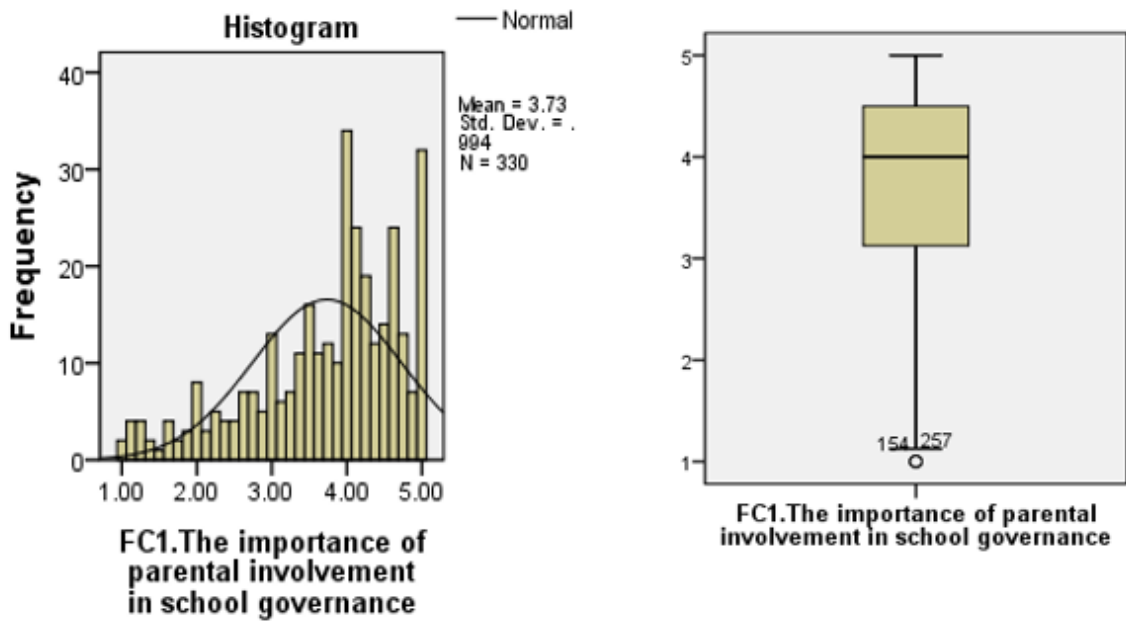 Histogram
Normal
Mean = 3.73
Std. Dev. = .
994
N = 330
Frequency
40
30
20
10
0
1.00 2.00 3.00 4.00 5.00
FC1.The importance of
parental involvement
in school governance
5
4
3
2
1
154 257
FC1.The importance of parental
involvement in school governance